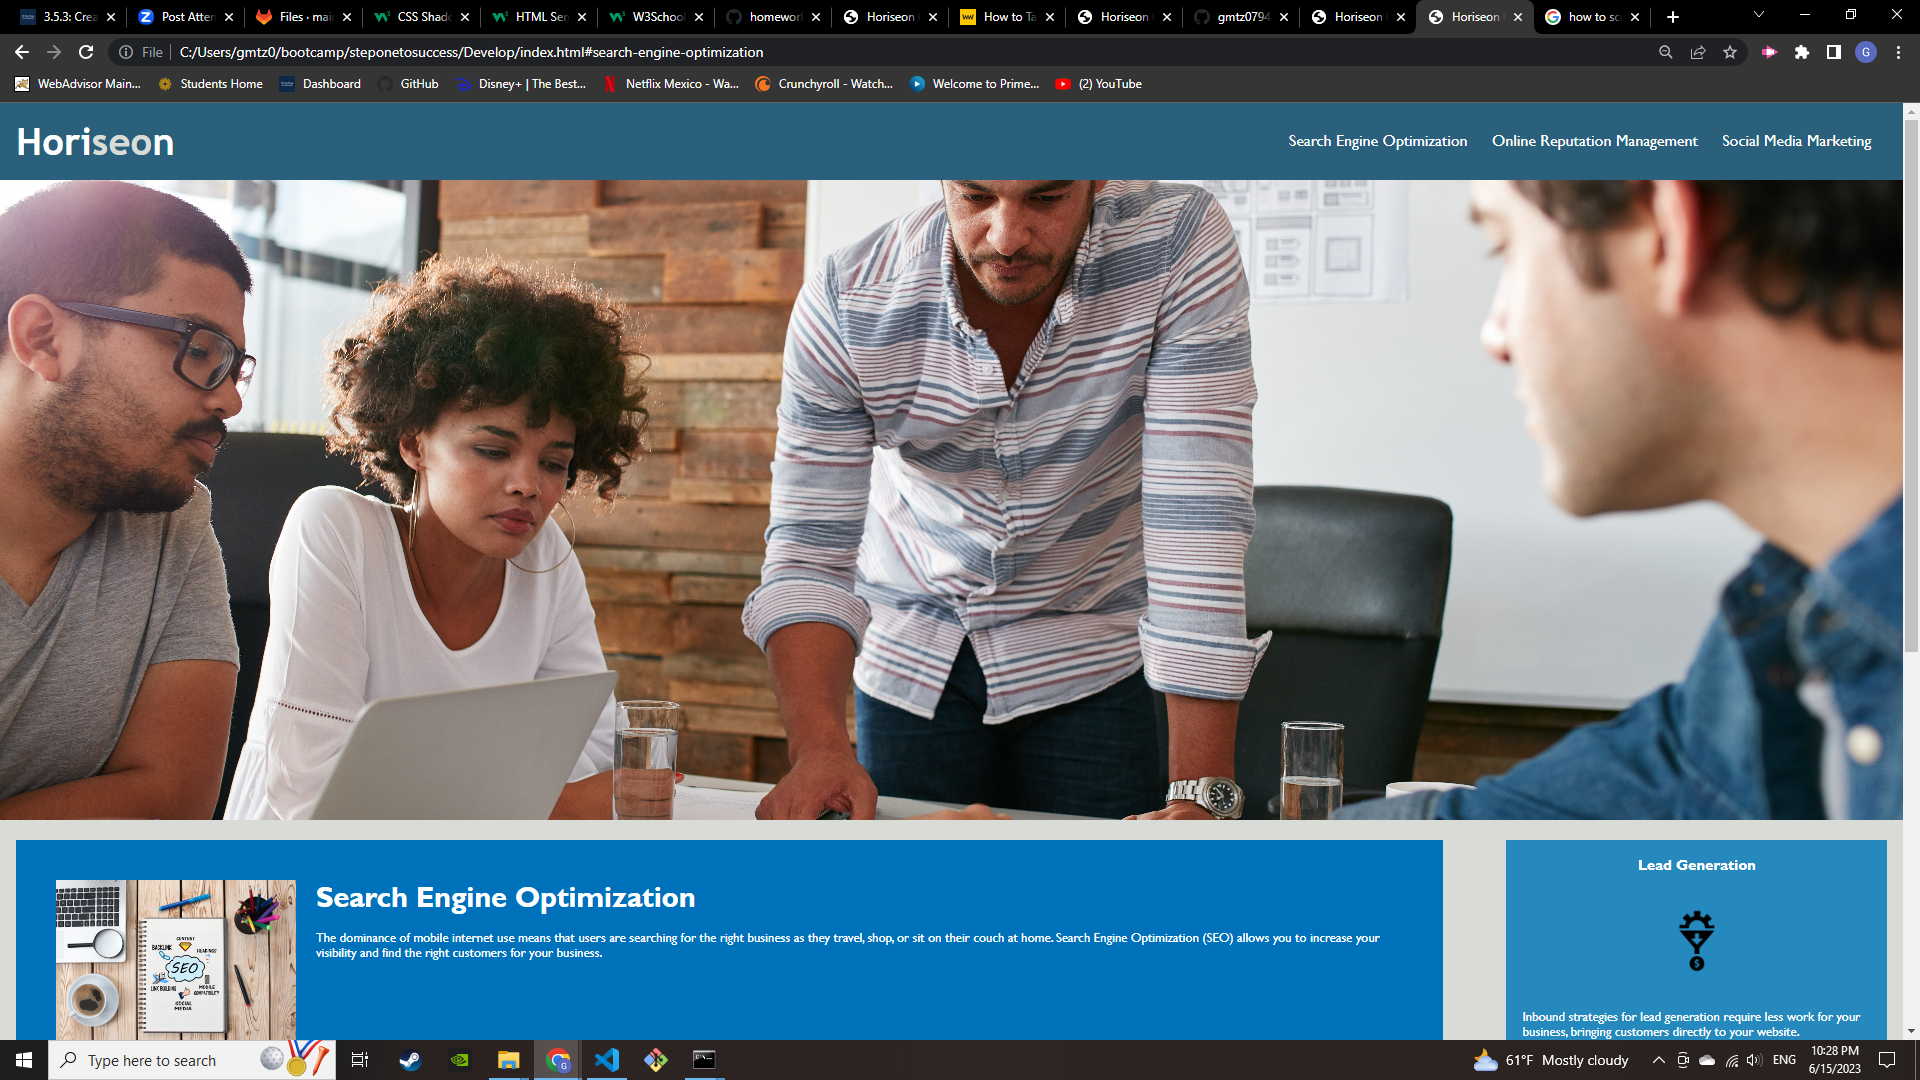 3.5.3: Crea
Post Atten
Files · mai
CSS Shad
HTML Sen
W3School
homewor
Horiseon
How to Ta
Horiseon
gmtz0794
Horiseon
Horiseon
how to sc
File
C:/Users/gmtz0/bootcamp/steponetosuccess/Develop/index.html#search-engine-optimization
G
WebAdvisor Main...
Students Home
Dashboard
GitHub
Disney+ | The Best...
Netflix Mexico - Wa...
Crunchyroll - Watch...
Welcome to Prime...
(2) YouTube
Horiseon
Search Engine Optimization
Online Reputation Management
Social Media Marketing
Search Engine Optimization
The dominance of mobile internet use means that users are searching for the right business as they travel, shop, or sit on their couch at home. Search Engine Optimization (SEO) allows you to increase your
visibility and find the right customers for your business.
CONTENT
BACKLINK
HEADINGS
SEO
LINK BUILDING
MOBILE
COMPATIBILITY
SOCIAL
MEDIA
Lead Generation
$
Inbound strategies for lead generation require less work for your
business, bringing customers directly to your website.
Type here to search
61°F Mostly cloudy
ENG
10:28 PM
6/15/2023